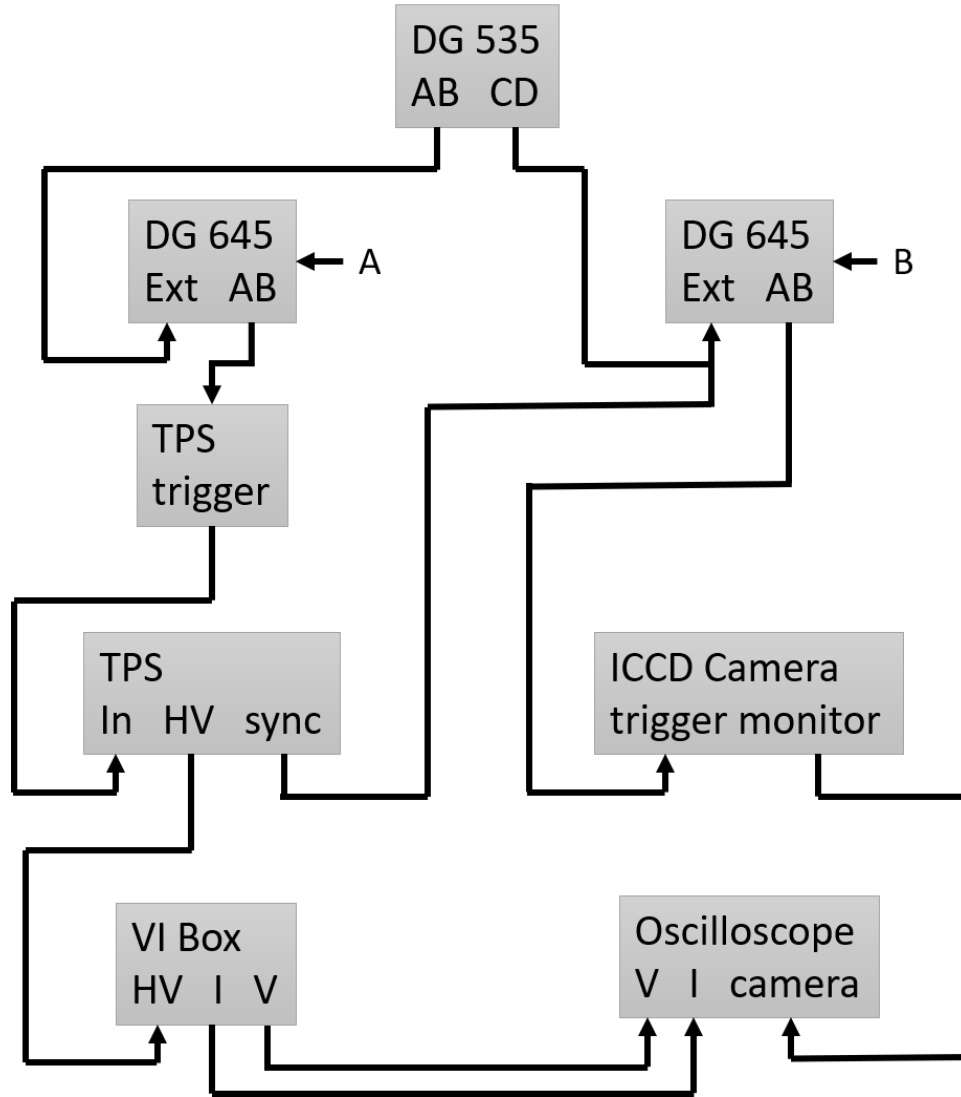 DG 535
AB CD
DG 645
Ext AB
A
DG 645
Ext AB
B
TPS
trigger
TPS
In HV sync
ICCD Camera
trigger monitor
VI Box
HV I V
Oscilloscope
V I camera